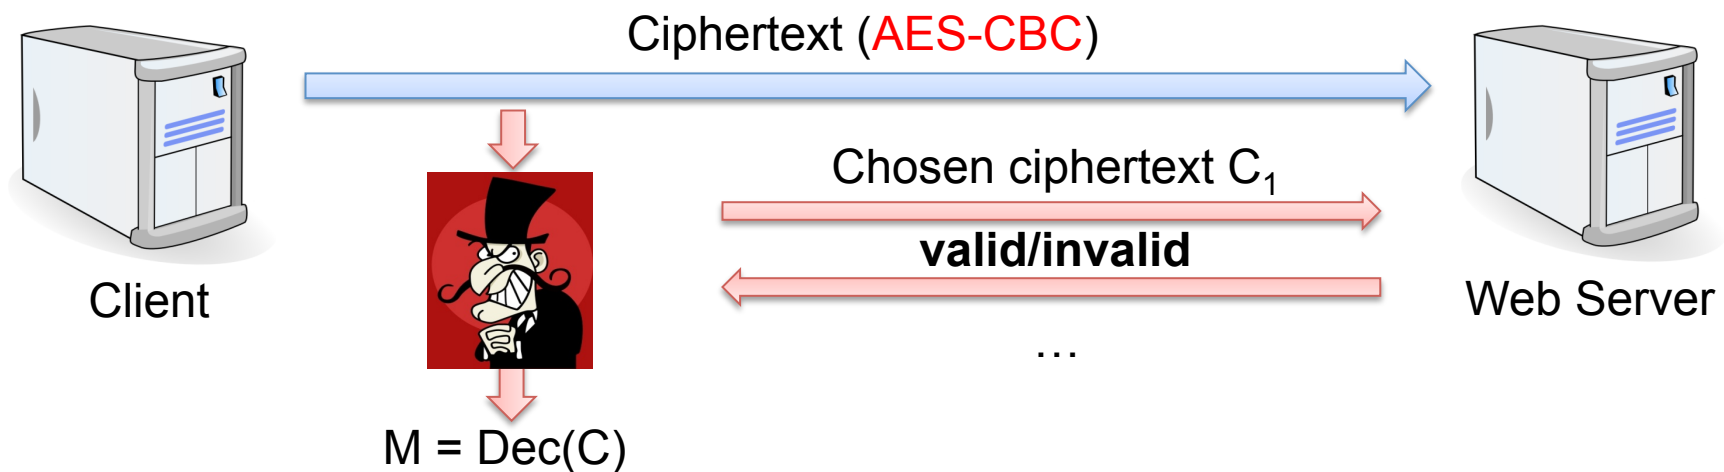 Ciphertext (AES-CBC)
Chosen ciphertext C₁
valid/invalid
Client
Web Server
…
M = Dec(C)